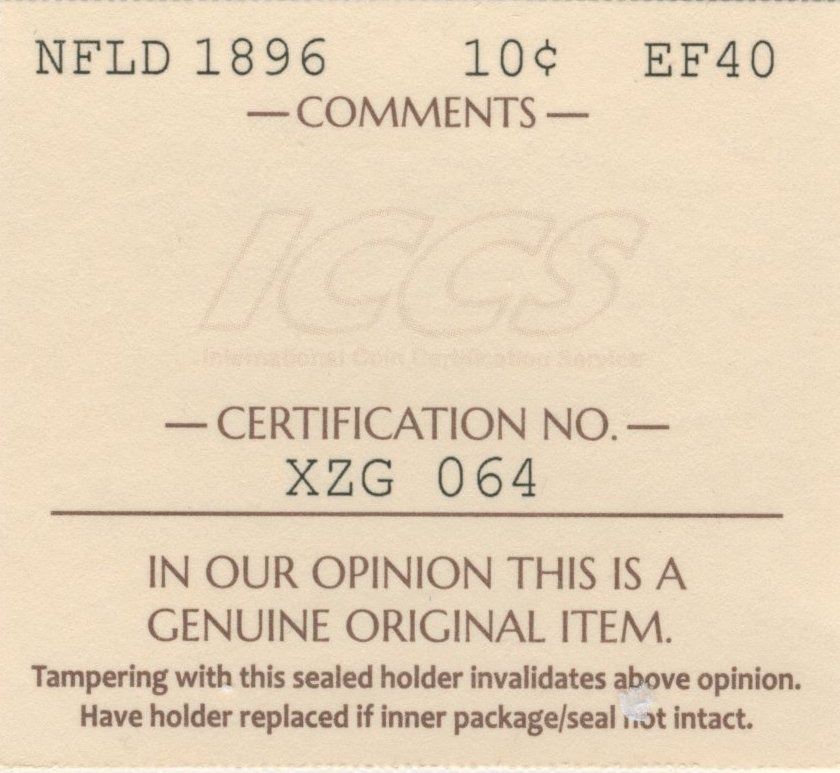 NFLD 1896 10¢ EF40
— COMMENTS —
ICCS
International Coin Certification Service
— CERTIFICATION NO. —
XZG 064
IN OUR OPINION THIS IS A
GENUINE ORIGINAL ITEM.
Tampering with this sealed holder invalidates above opinion.
Have holder replaced if inner package/seal not intact.